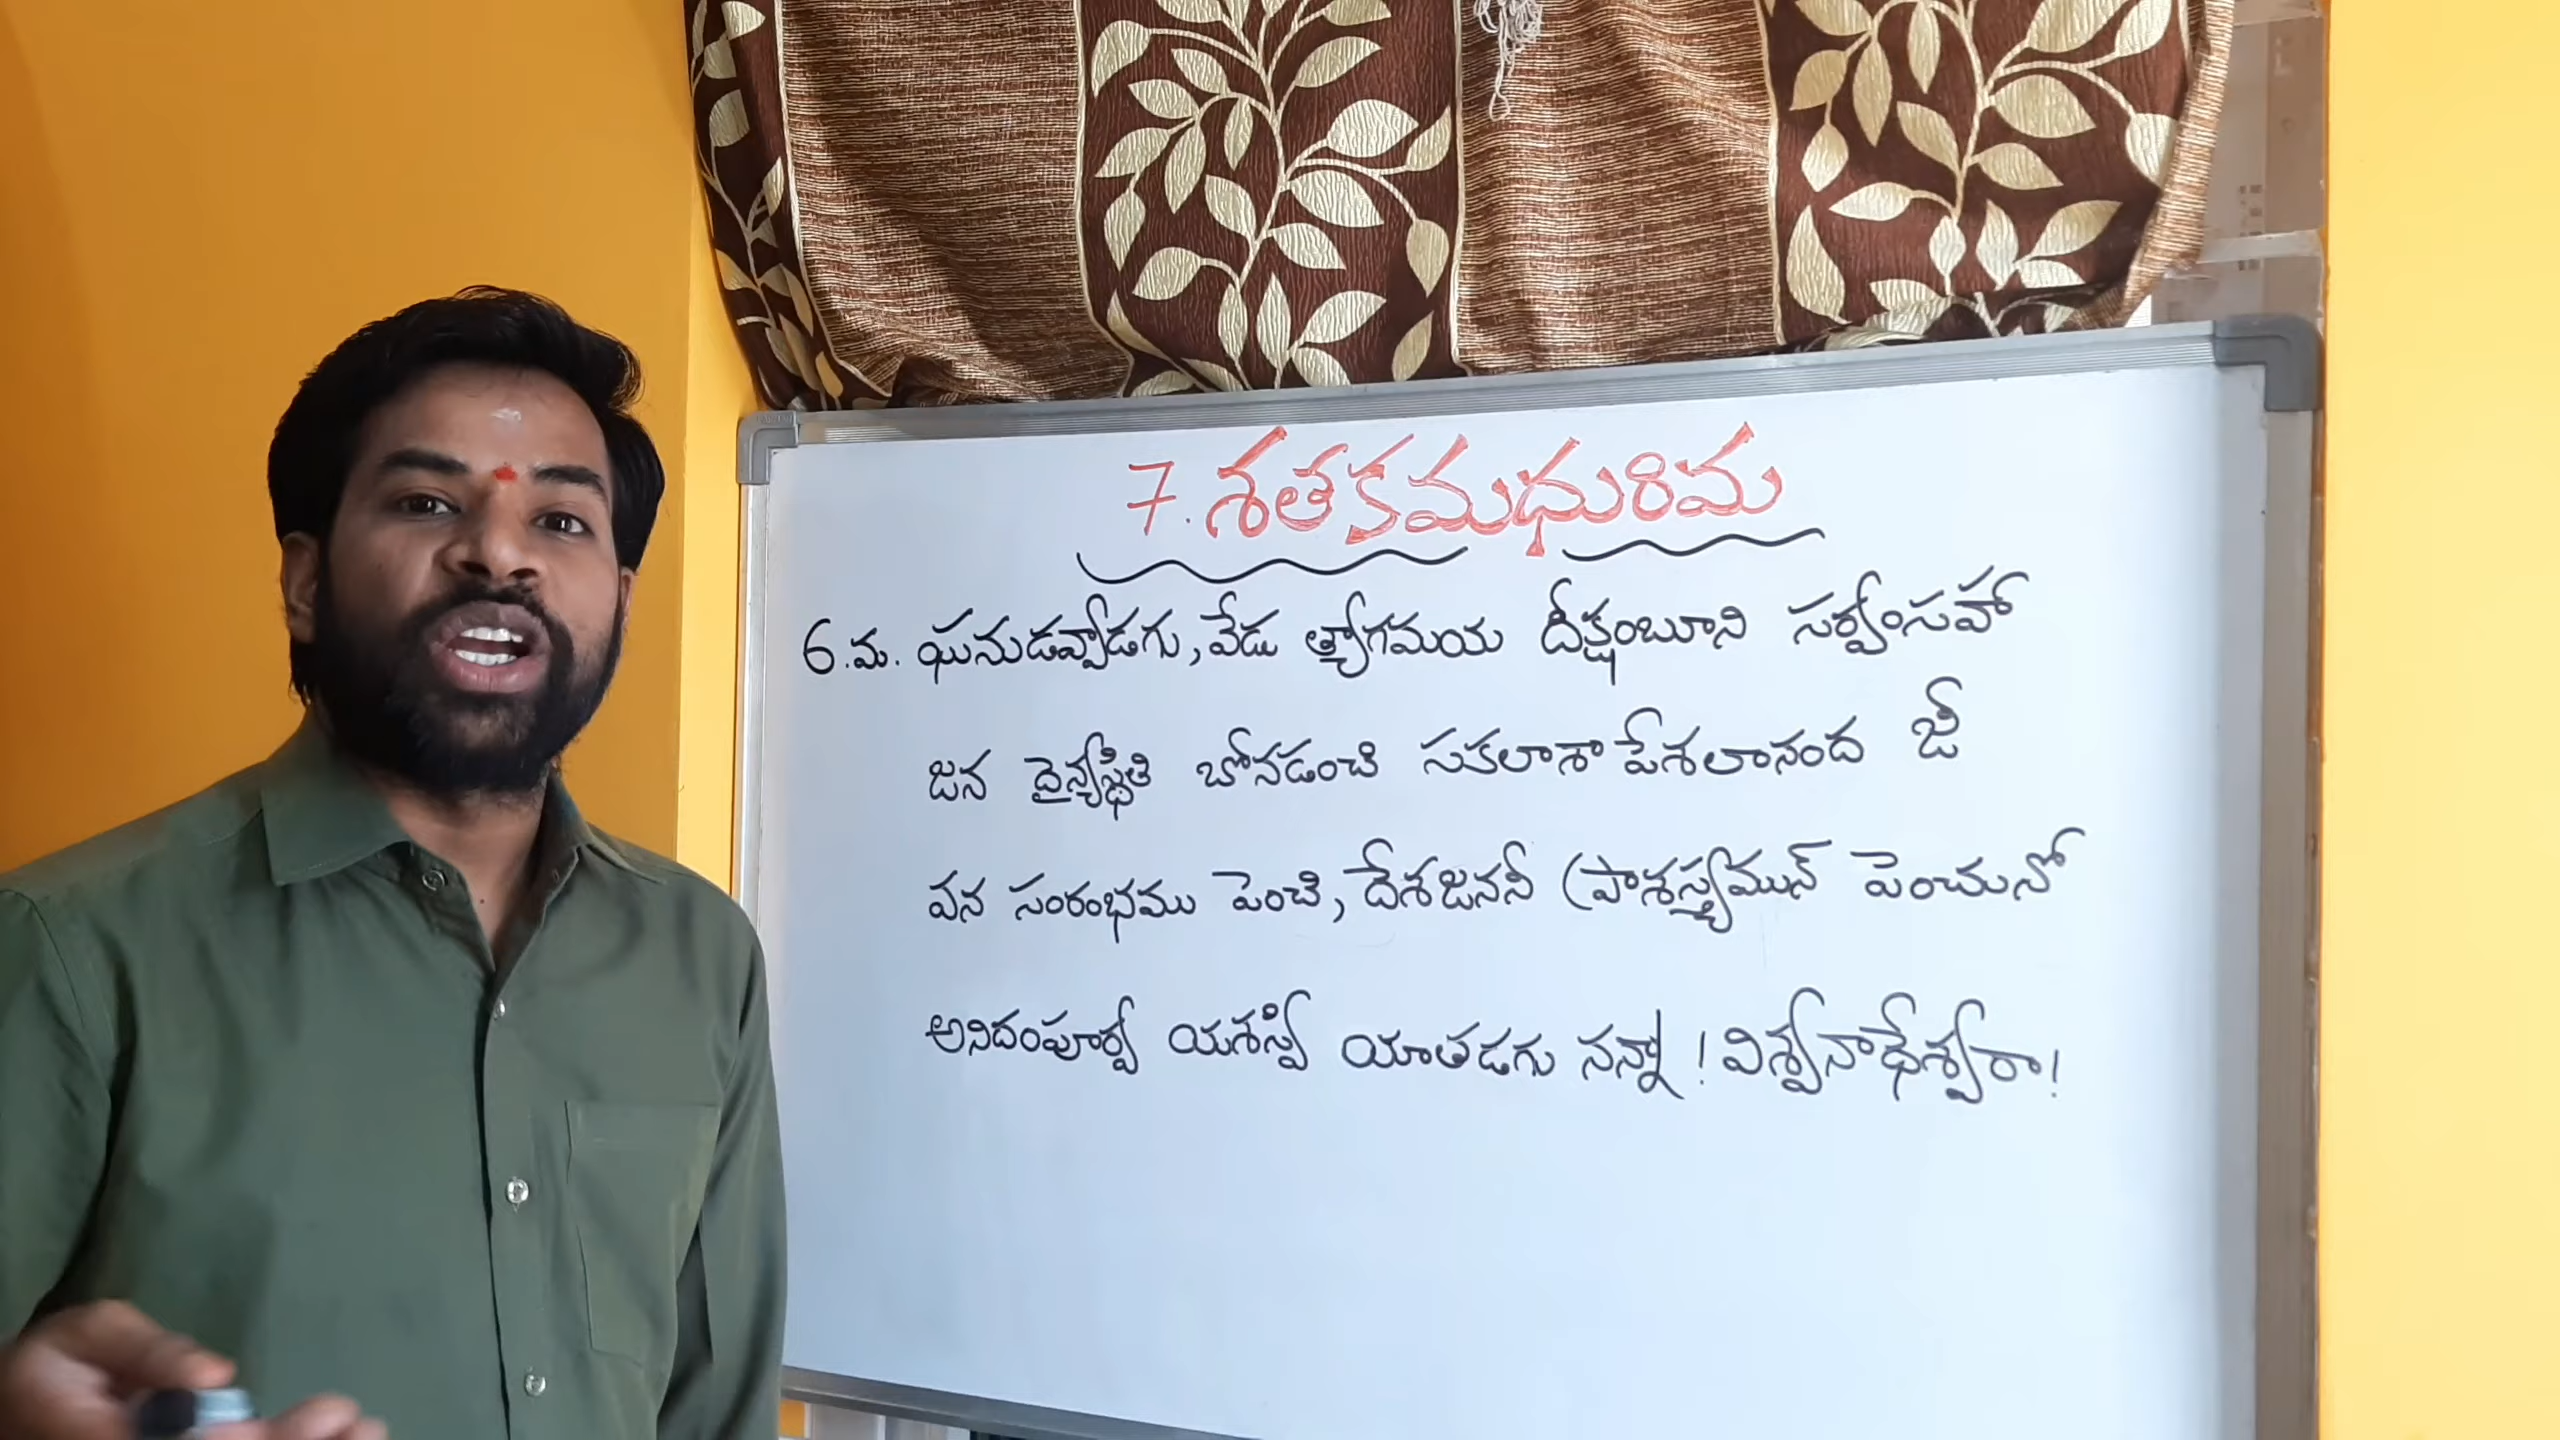 7. శతకమధురిమ
6. మ. ఘనుడవ్వాడగు, వేడు త్యాగమయ దీక్షంబూని సర్వంసహా
జన దైన్యస్థితి బోనడంచి సకలాశాపేశలానంద జీ
వన సంరంభము పెంచి, దేశజననీ ప్రాశస్త్యమున్ పెంచునో
అనిదంపూర్వ యశస్వి యాతడగు నన్నా! విశ్వనాథేశ్వరా!